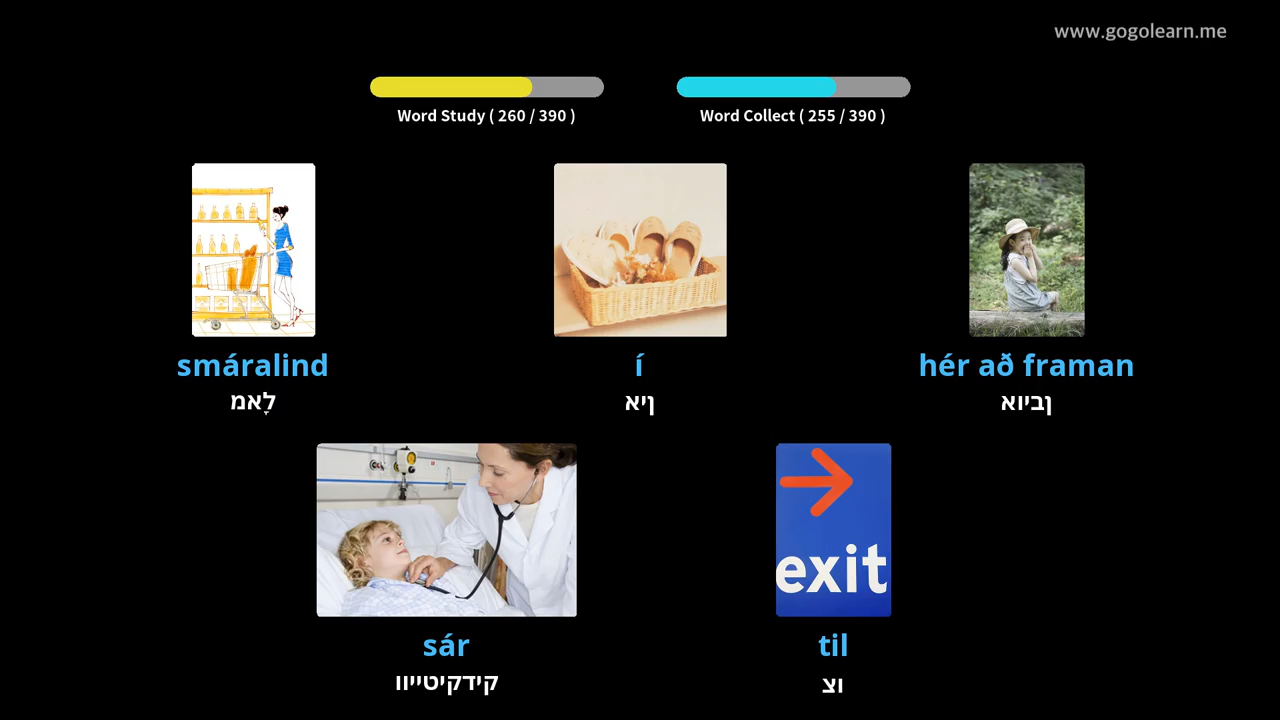 www.gogolearn.me
Word Study ( 260 / 390 )
Word Collect ( 255 / 390 )
smáralind
í
hér að framan
לָאמ
ןיא
ןביוא
sár
til
קידקיטייוו
וצ
exit